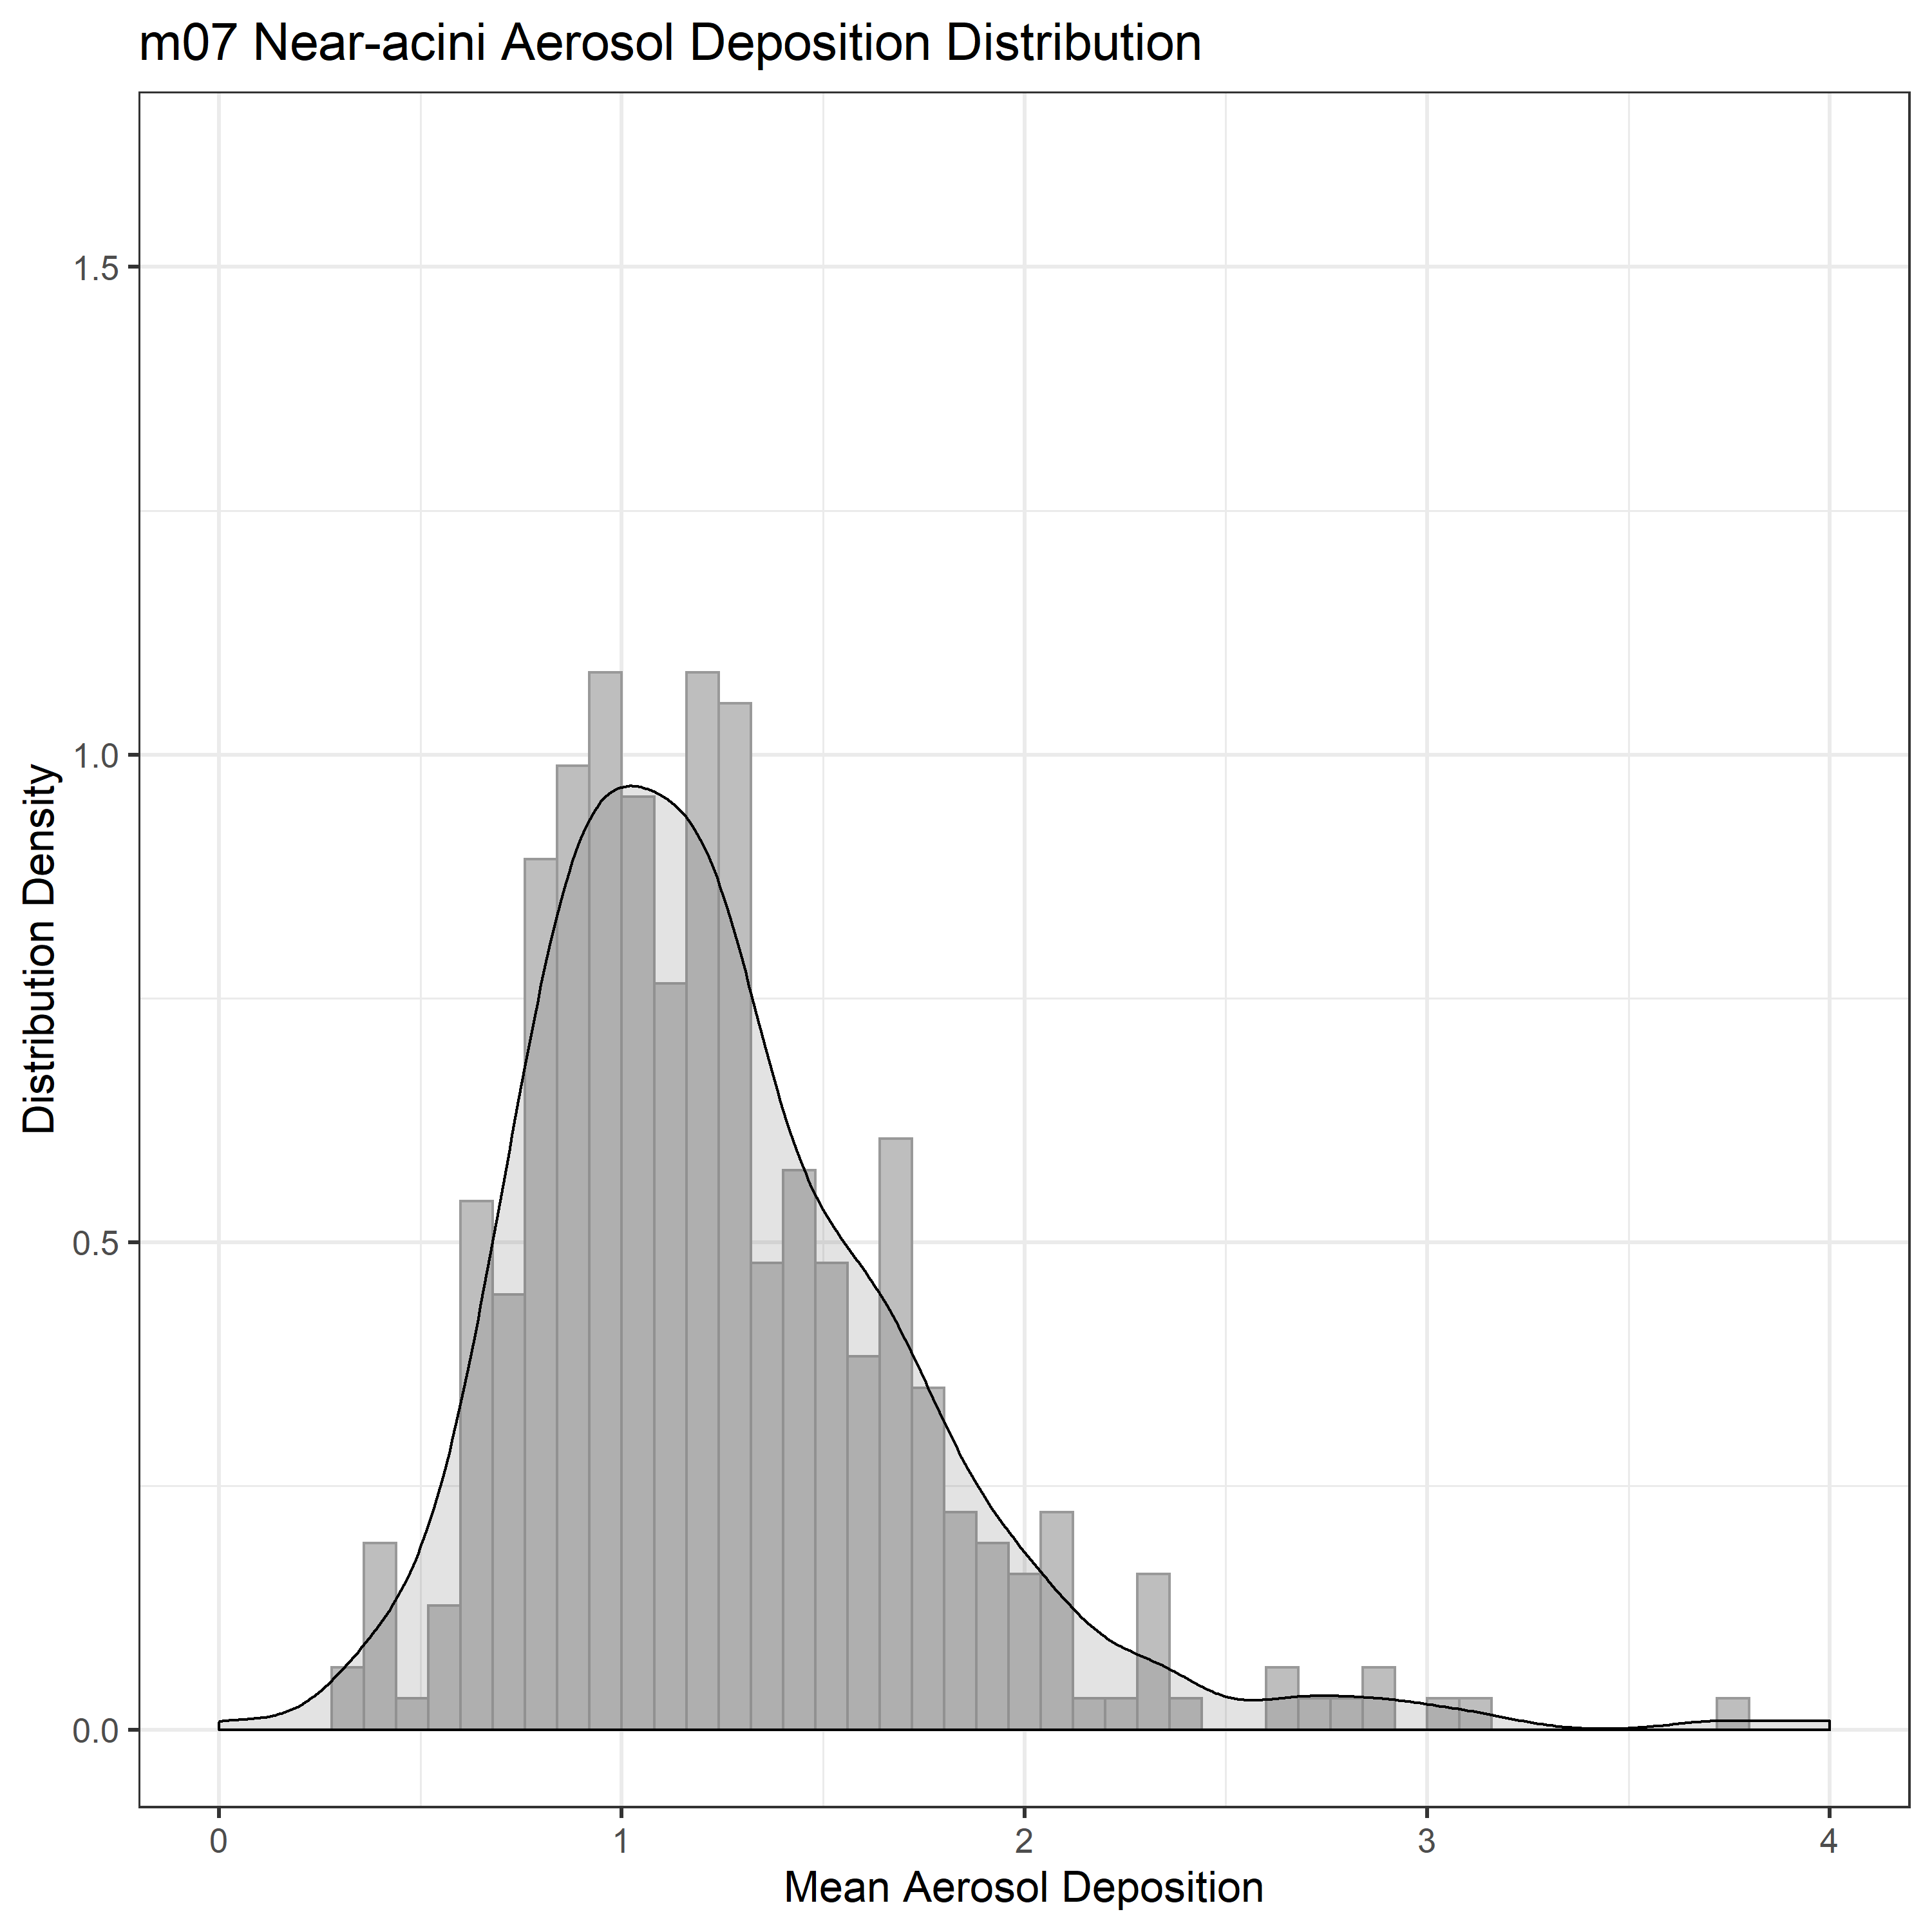 m07 Near-acini Aerosol Deposition Distribution
1.5
1.0
0.5
0.0
Distribution Density
0 1 2 3 4
Mean Aerosol Deposition